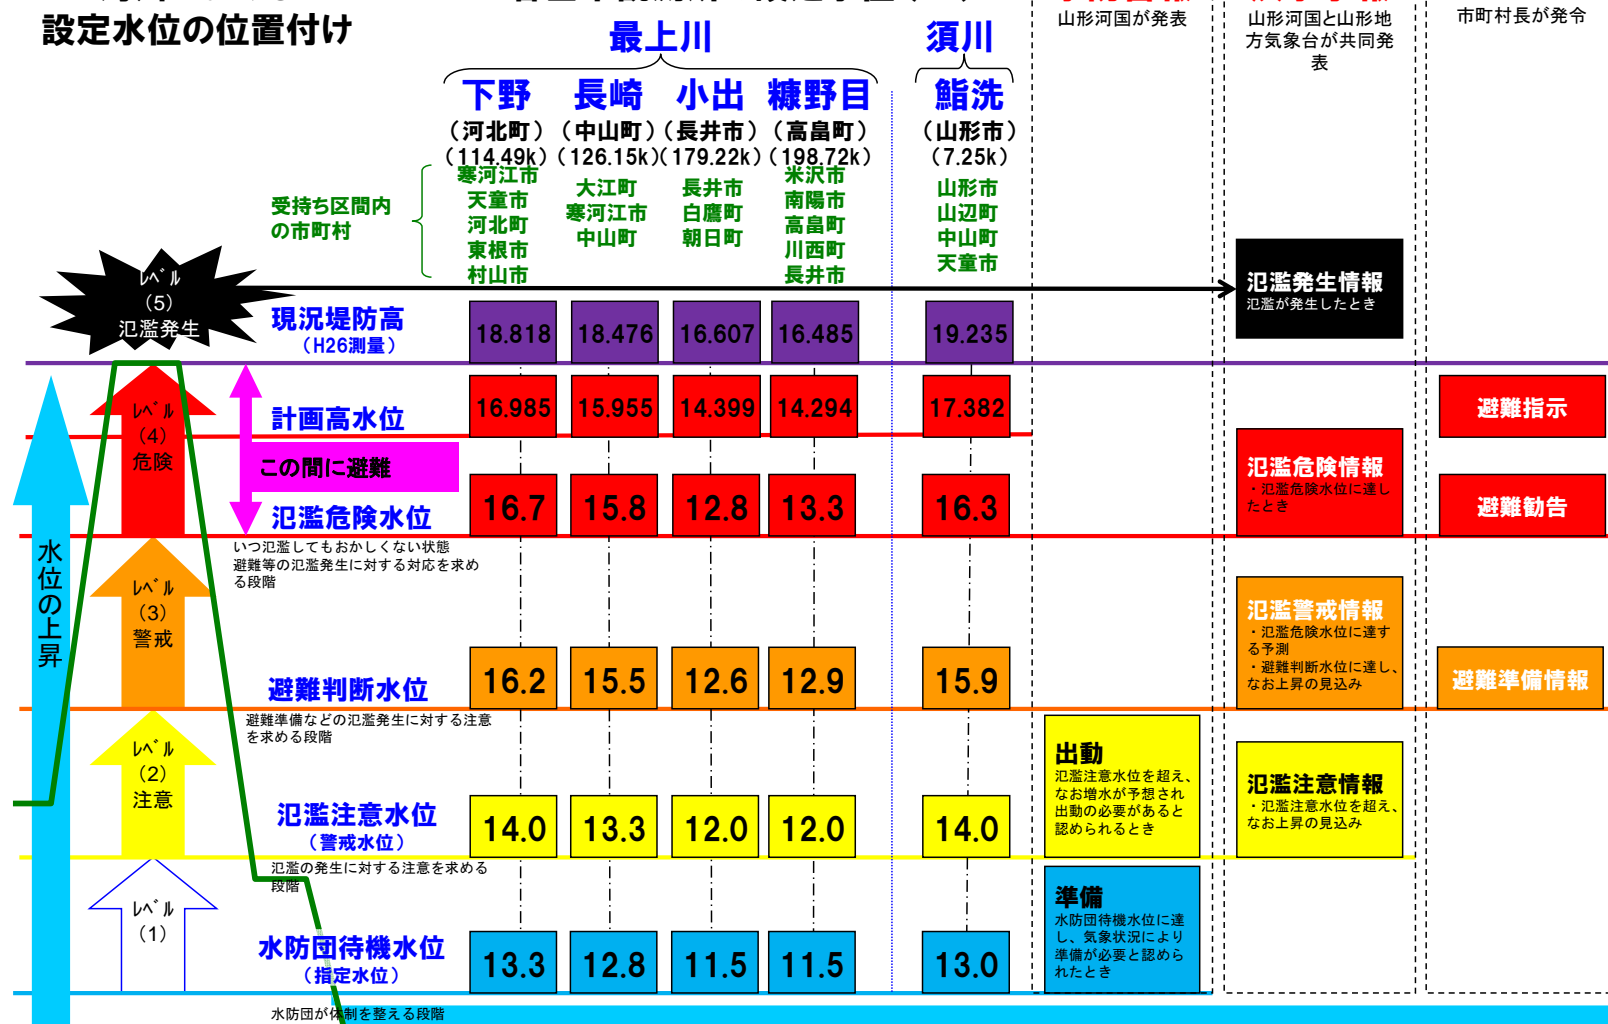 設定水位の位置付け
最上川
須川
山形河国が発表
山形河国と山形地
方気象台が共同発
表
市町村長が発令
下野
長崎
小出
糠野目
鮨洗
(河北町)
(中山町)
(長井市)
(高畠町)
(山形市)
(114.49k)
(126.15k)
(179.22k)
(198.72k)
(7.25k)
受持ち区間内
の市町村
寒河江市
天童市
河北町
東根市
村山市
大江町
寒河江市
中山町
長井市
白鷹町
朝日町
米沢市
南陽市
高畠町
川西町
長井市
山形市
山辺町
中山町
天童市
ﾚﾍﾞﾙ
(5)
氾濫発生
氾濫発生情報
氾濫が発生したとき
現況堤防高
(H26測量)
18.818
18.476
16.607
16.485
19.235
ﾚﾍﾞﾙ
(4)
危険
計画高水位
16.985
15.955
14.399
14.294
17.382
避難指示
この間に避難
氾濫危険水位
16.7
15.8
12.8
13.3
16.3
氾濫危険情報
・氾濫危険水位に達し
たとき
避難勧告
いつ氾濫してもおかしくない状態
避難等の氾濫発生に対する対応を求め
る段階
水位の上昇
ﾚﾍﾞﾙ
(3)
警戒
避難判断水位
16.2
15.5
12.6
12.9
15.9
氾濫警戒情報
・氾濫危険水位に達す
る予測
・避難判断水位に達し、
なお上昇の見込み
避難準備情報
避難準備などの氾濫発生に対する注意
を求める段階
ﾚﾍﾞﾙ
(2)
注意
氾濫注意水位
(警戒水位)
14.0
13.3
12.0
12.0
14.0
出動
氾濫注意水位を超え、
なお増水が予想され
出動の必要があると
認められるとき
氾濫注意情報
・氾濫注意水位を超え、
なお上昇の見込み
氾濫の発生に対する注意を求める
段階
ﾚﾍﾞﾙ
(1)
水防団待機水位
(指定水位)
13.3
12.8
11.5
11.5
13.0
準備
水防団待機水位に達
し、気象状況により
準備が必要と認めら
れたとき
水防団が体制を整える段階